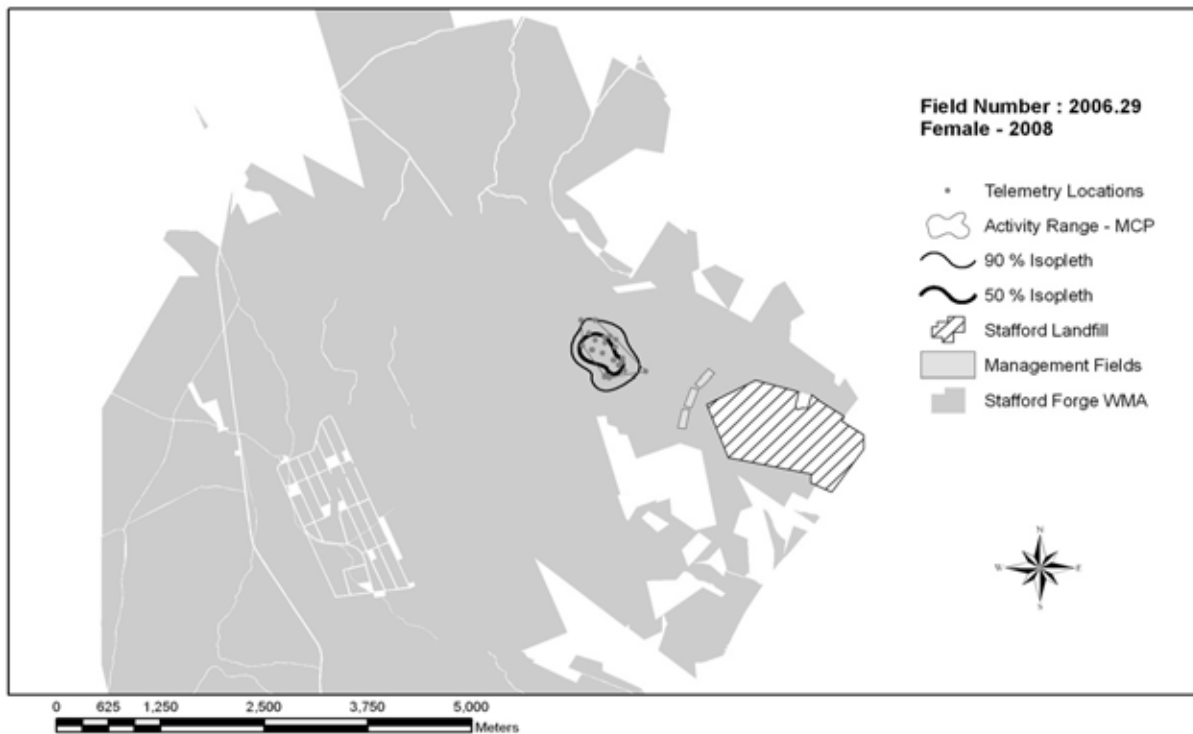 Field Number : 2006.29
Female - 2008
Telemetry Locations
Activity Range - MCP
90 % Isopleth
50 % Isopleth
Stafford Landfill
Management Fields
Stafford Forge WMA
N
W E
S
0 625 1,250 2,500 3,750 5,000
Meters